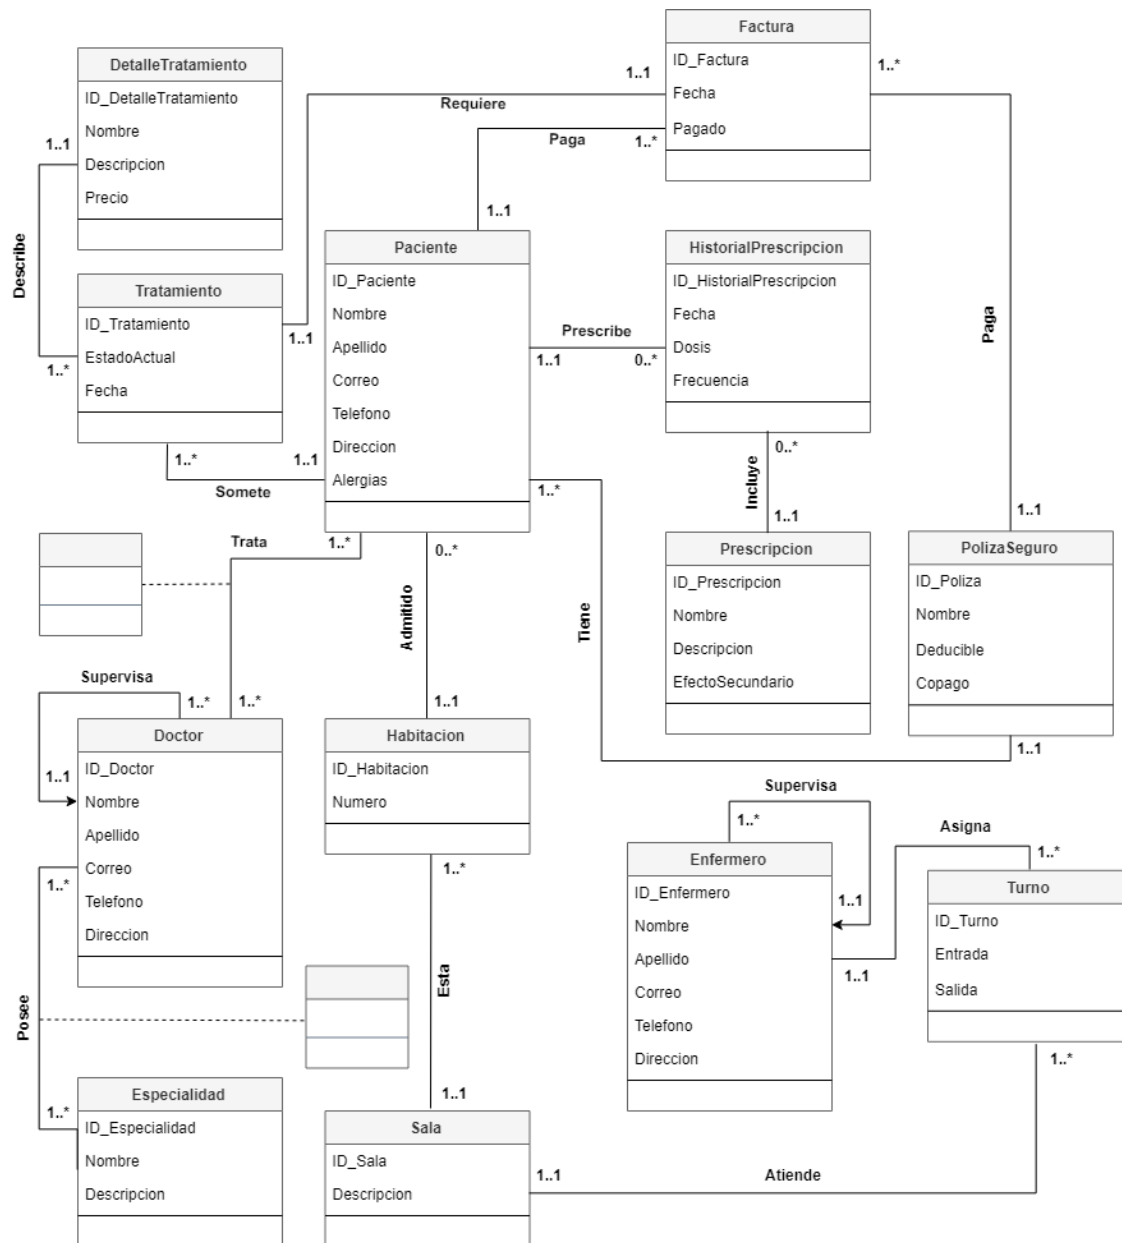 Factura
ID_Factura
Fecha
Pagado
DetalleTratamiento
ID_DetalleTratamiento
Nombre
Descripcion
Precio
1..1
1..*
Requiere
Paga
1..*
1..1
1..1
Describe
1..*
Tratamiento
ID_Tratamiento
EstadoActual
Fecha
1..1
Paciente
ID_Paciente
Nombre
Apellido
Correo
Telefono
Direccion
Alergias
HistorialPrescripcion
ID_HistorialPrescripcion
Fecha
Dosis
Frecuencia
Prescribe
1..1
0..*
Paga
1..*
1..1
Somete
1..*
0..*
Incluye
1..1
1..1
Trata
1..*
0..*
Admitido
Tiene
Prescripcion
ID_Prescripcion
Nombre
Descripcion
EfectoSecundario
PolizaSeguro
ID_Poliza
Nombre
Deducible
Copago
1..1
Supervisa
1..*
1..*
1..1
1..1
Doctor
ID_Doctor
Nombre
Apellido
Correo
Telefono
Direccion
Habitacion
ID_Habitacion
Numero
1..*
1..*
Supervisa
1..*
1..1
Asigna
1..*
1..1
Enfermero
ID_Enfermero
Nombre
Apellido
Correo
Telefono
Direccion
Turno
ID_Turno
Entrada
Salida
1..*
Posee
Esta
1..*
1..1
Especialidad
ID_Especialidad
Nombre
Descripcion
Sala
ID_Sala
Descripcion
1..1
Atiende